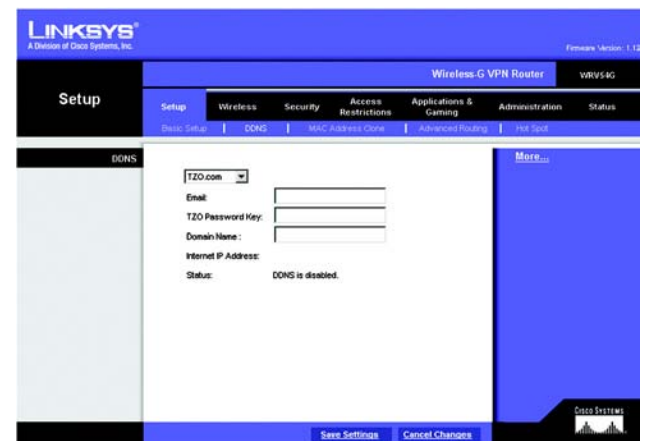 LINKSYS®
A Division of Cisco Systems, Inc.
Firmware Version: 1.12
Wireless-G VPN Router WRV54G
Setup
Setup Wireless Security Access Restrictions Applications & Gaming Administration Status
Basic Setup | DDNS | MAC Address Clone | Advanced Routing | Hot Spot
DDNS
More...
TZO.com
Email:
TZO Password Key:
Domain Name :
Internet IP Address:
Status: DDNS is disabled.
Save Settings Cancel Changes
CISCO SYSTEMS